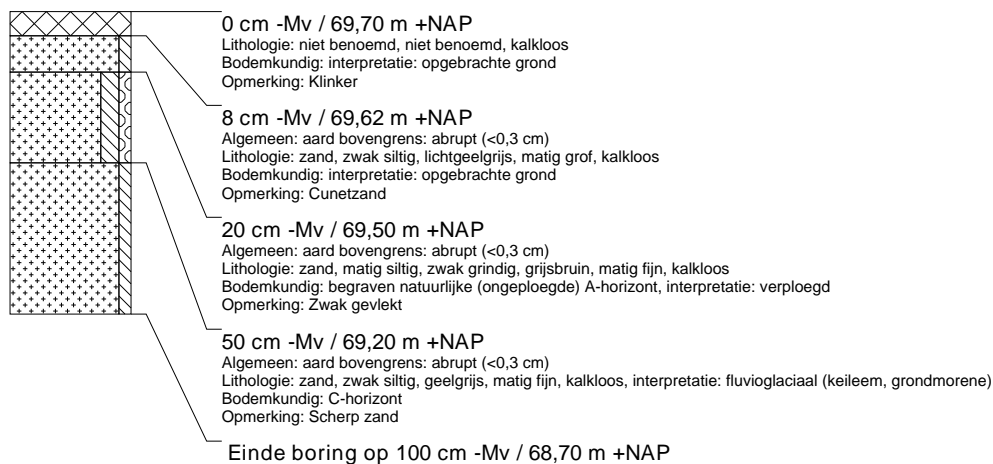 0 cm -Mv / 69,70 m +NAP
Lithologie: niet benoemd, niet benoemd, kalkloos
Bodemkundig: interpretatie: opgebrachte grond
Opmerking: Klinker
8 cm -Mv / 69,62 m +NAP
Algemeen: aard bovengrens: abrupt (<0,3 cm)
Lithologie: zand, zwak siltig, lichtgeelgrijs, matig grof, kalkloos
Bodemkundig: interpretatie: opgebrachte grond
Opmerking: Cunetzand
20 cm -Mv / 69,50 m +NAP
Algemeen: aard bovengrens: abrupt (<0,3 cm)
Lithologie: zand, matig siltig, zwak grindig, grijsbruin, matig fijn, kalkloos
Bodemkundig: begraven natuurlijke (ongeploegde) A-horizont, interpretatie: verploegd
Opmerking: Zwak gevlekt
50 cm -Mv / 69,20 m +NAP
Algemeen: aard bovengrens: abrupt (<0,3 cm)
Lithologie: zand, zwak siltig, geelgrijs, matig fijn, kalkloos, interpretatie: fluvioglaciaal (keileem, grondmorene)
Bodemkundig: C-horizont
Opmerking: Scherp zand
Einde boring op 100 cm -Mv / 68,70 m +NAP